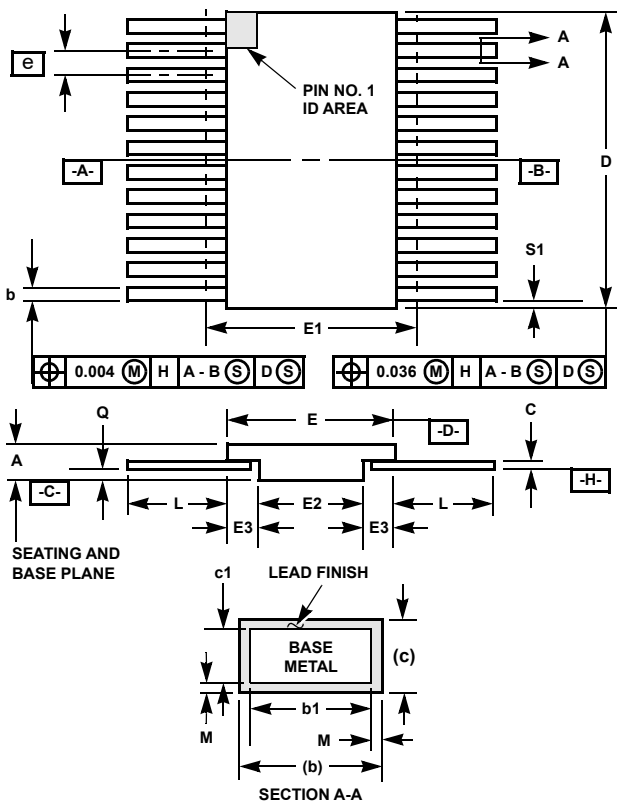 A
A
e
PIN NO. 1
ID AREA
-A-
-B-
D
S1
b
E1
0.004 M H A - B S D S
0.036 M H A - B S D S
Q
E
C
-D-
A
-C-
-H-
L
E2
L
E3
E3
SEATING AND
BASE PLANE
c1
LEAD FINISH
BASE
METAL
(c)
b1
M
M
(b)
SECTION A-A